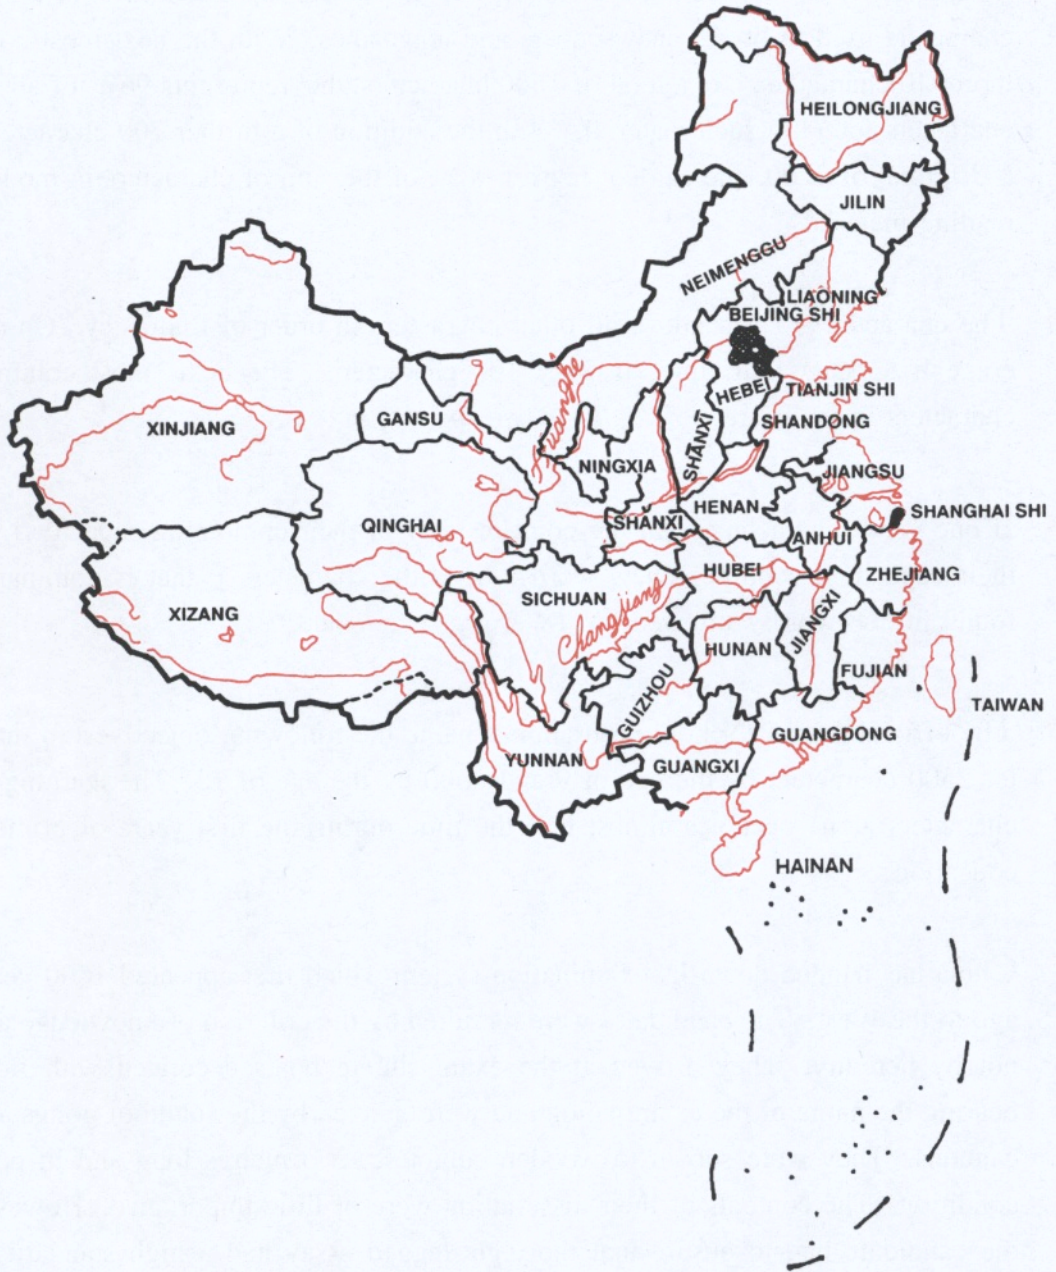 HEILONGJIANG
JILIN
NEIMENGGU
LIAONING
BEIJING SHI
HEBEI
TIANJIN SHI
XINJIANG
GANSU
Huanghe
SHANXI
SHANDONG
NINGXIA
JIANGSU
QINGHAI
SHANXI
HENAN
SHANGHAI SHI
ANHUI
SICHUAN
HUBEI
ZHEJIANG
XIZANG
Changjiang
HUNAN
JIANGXI
FUJIAN
GUIZHOU
TAIWAN
YUNNAN
GUANGXI
GUANGDONG
HAINAN